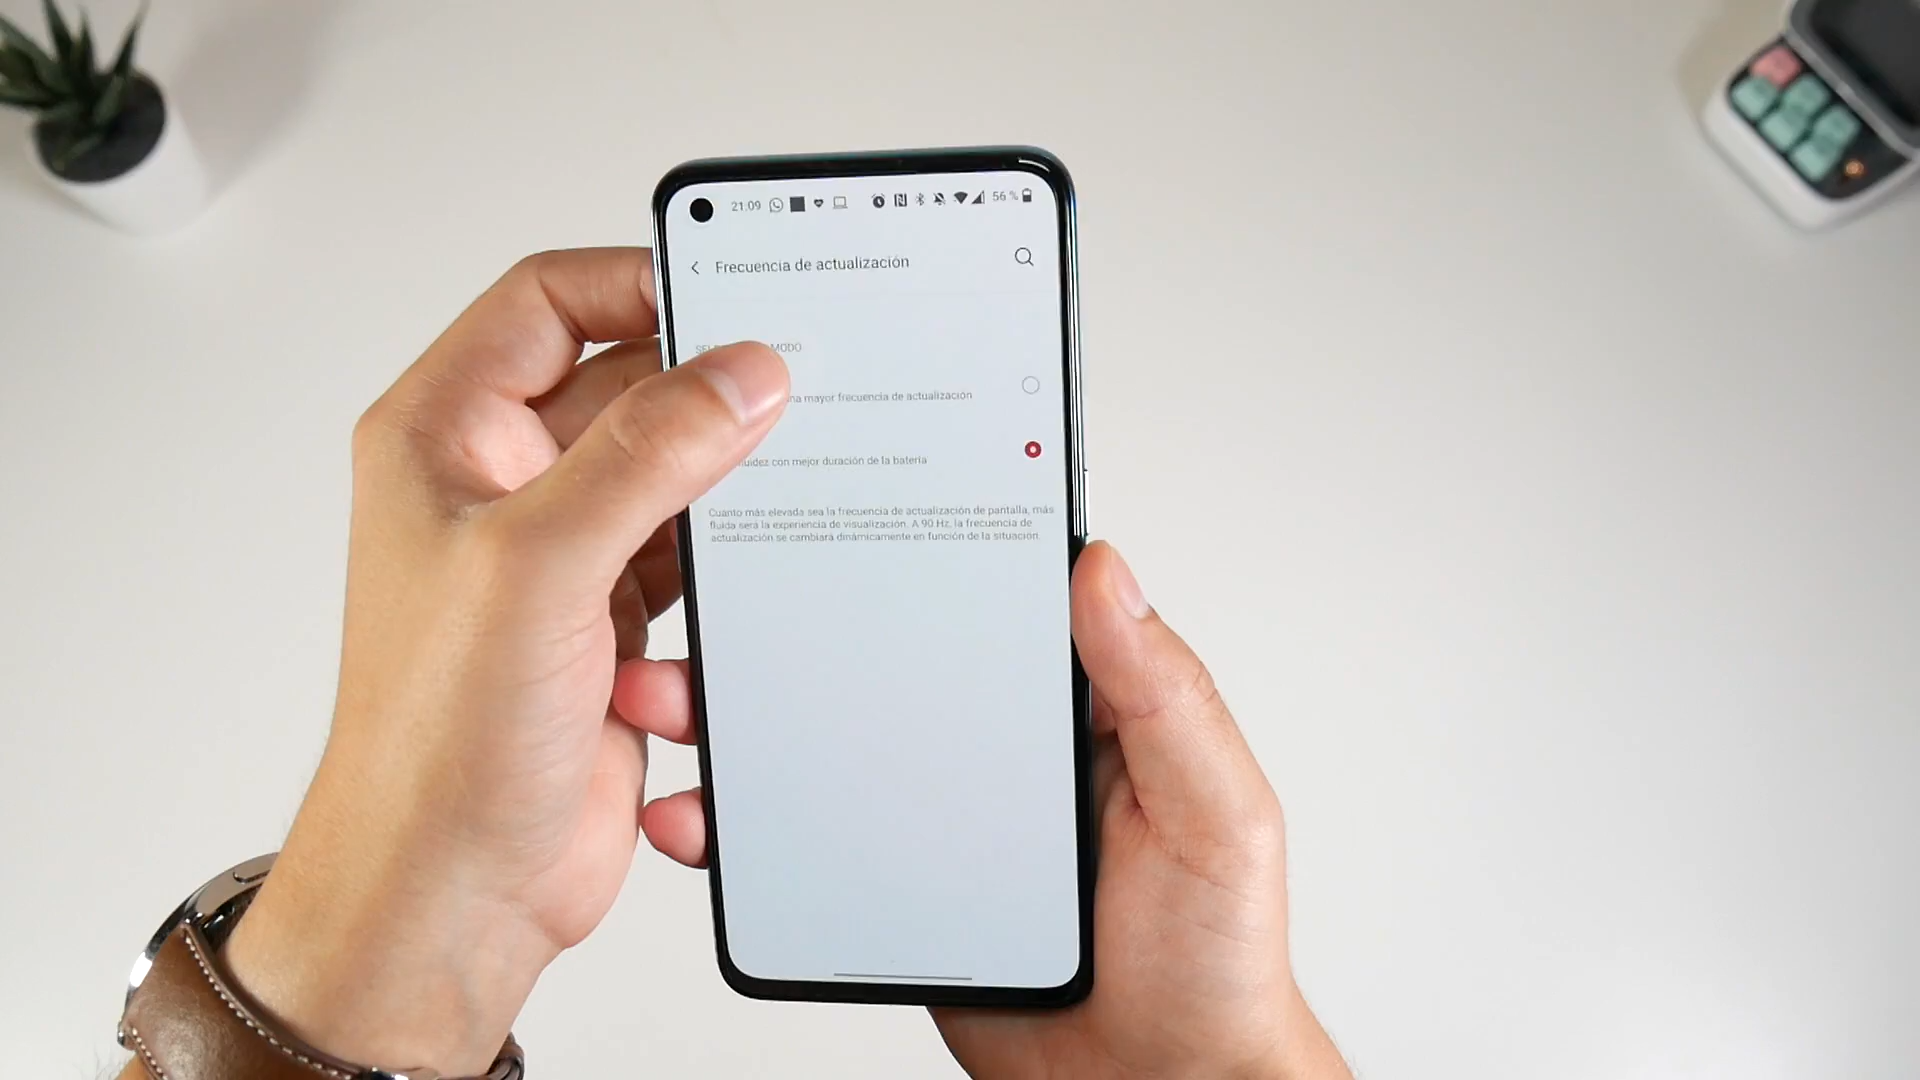 21:09 56 %
Frecuencia de actualización
MODO
mayor frecuencia de actualización
con mejor duración de la batería
Cuanto más elevada sea la frecuencia de actualización de pantalla, más
fluida será la experiencia de visualización. A 90 Hz, la frecuencia de
actualización se cambiará dinámicamente en función de la situación.